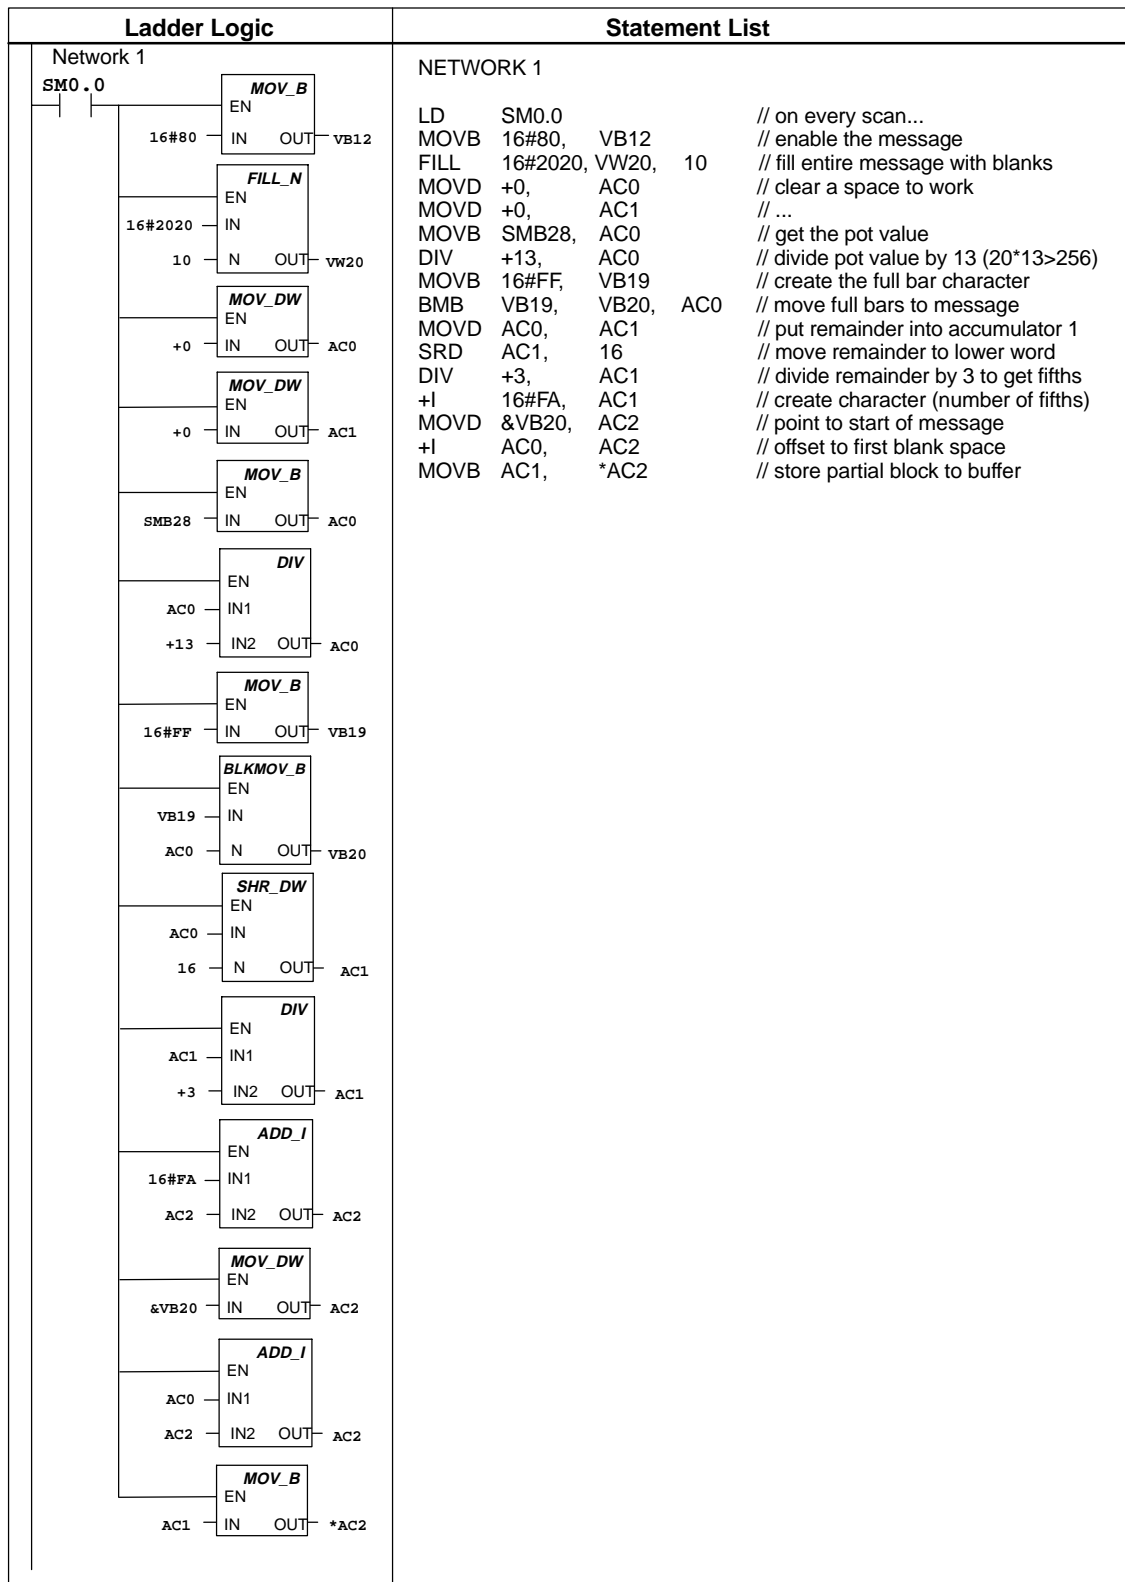 Ladder Logic
Statement List
Network 1
SM0.0
MOV_B
EN
16#80 IN OUT VB12
FILL_N
EN
16#2020 IN
10 N OUT VW20
MOV_DW
EN
+0 IN OUT AC0
MOV_DW
EN
+0 IN OUT AC1
MOV_B
EN
SMB28 IN OUT AC0
DIV
EN
AC0 IN1
+13 IN2 OUT AC0
MOV_B
EN
16#FF IN OUT VB19
BLKMOV_B
EN
VB19 IN
AC0 N OUT VB20
SHR_DW
EN
AC0 IN
16 N OUT AC1
DIV
EN
AC1 IN1
+3 IN2 OUT AC1
ADD_I
EN
16#FA IN1
AC2 IN2 OUT AC2
MOV_DW
EN
&VB20 IN OUT AC2
ADD_I
EN
AC0 IN1
AC2 IN2 OUT AC2
MOV_B
EN
AC1 IN OUT *AC2
NETWORK 1
LD SM0.0 // on every scan...
MOVB 16#80, VB12 // enable the message
FILL 16#2020, VW20, 10 // fill entire message with blanks
MOVD +0, AC0 // clear a space to work
MOVD +0, AC1 // ...
MOVB SMB28, AC0 // get the pot value
DIV +13, AC0 // divide pot value by 13 (20*13>256)
MOVB 16#FF, VB19 // create the full bar character
BMB VB19, VB20, AC0 // move full bars to message
MOVD AC0, AC1 // put remainder into accumulator 1
SRD AC1, 16 // move remainder to lower word
DIV +3, AC1 // divide remainder by 3 to get fifths
+I 16#FA, AC1 // create character (number of fifths)
MOVD &VB20, AC2 // point to start of message
+I AC0, AC2 // offset to first blank space
MOVB AC1, *AC2 // store partial block to buffer